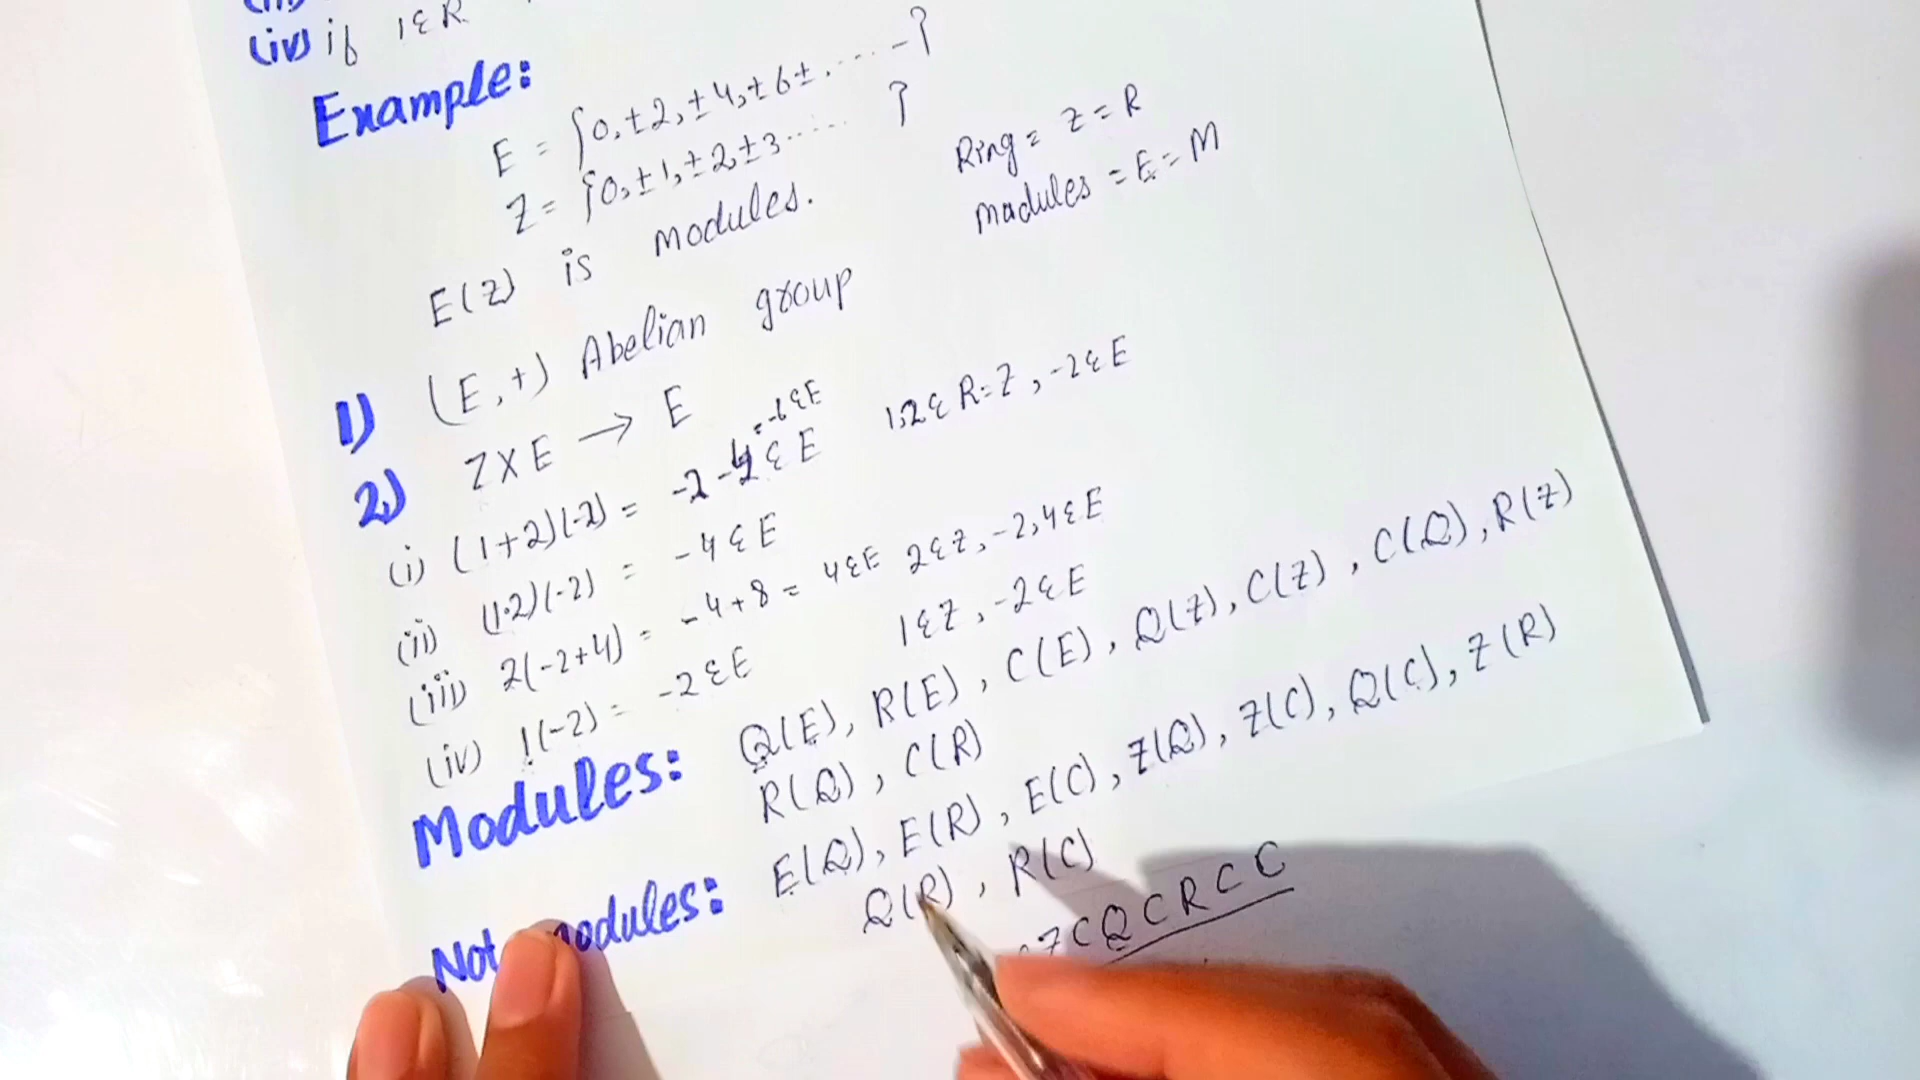 (iv) if 1∈R
Example:
E = {0, ±2, ±4, ±6 ± ..... -}
Z = {0, ±1, ±2, ±3 ..... }
E(Z) is modules.
Ring = Z = R
modules = E = M
1) (E, +) Abelian group
2) Z X E → E
(i) (1+2)(-2) = -2 -4 ∈ E = -6 ∈ E 1,2 ∈ R = Z, -2 ∈ E
(ii) (1·2)(-2) = -4 ∈ E
(iii) 2(-2+4) = -4+8 = 4 ∈ E 2 ∈ Z, -2, 4 ∈ E
(iv) 1(-2) = -2 ∈ E 1 ∈ Z, -2 ∈ E
Modules: Q(E), R(E), C(E), Q(Z), C(Z), C(Q), R(Z)
R(Q), C(R)
Not modules: E(Q), E(R), E(C), Z(Q), Z(C), Q(C), Z(R)
Q(R), R(C)
Z ⊂ Q ⊂ R ⊂ C